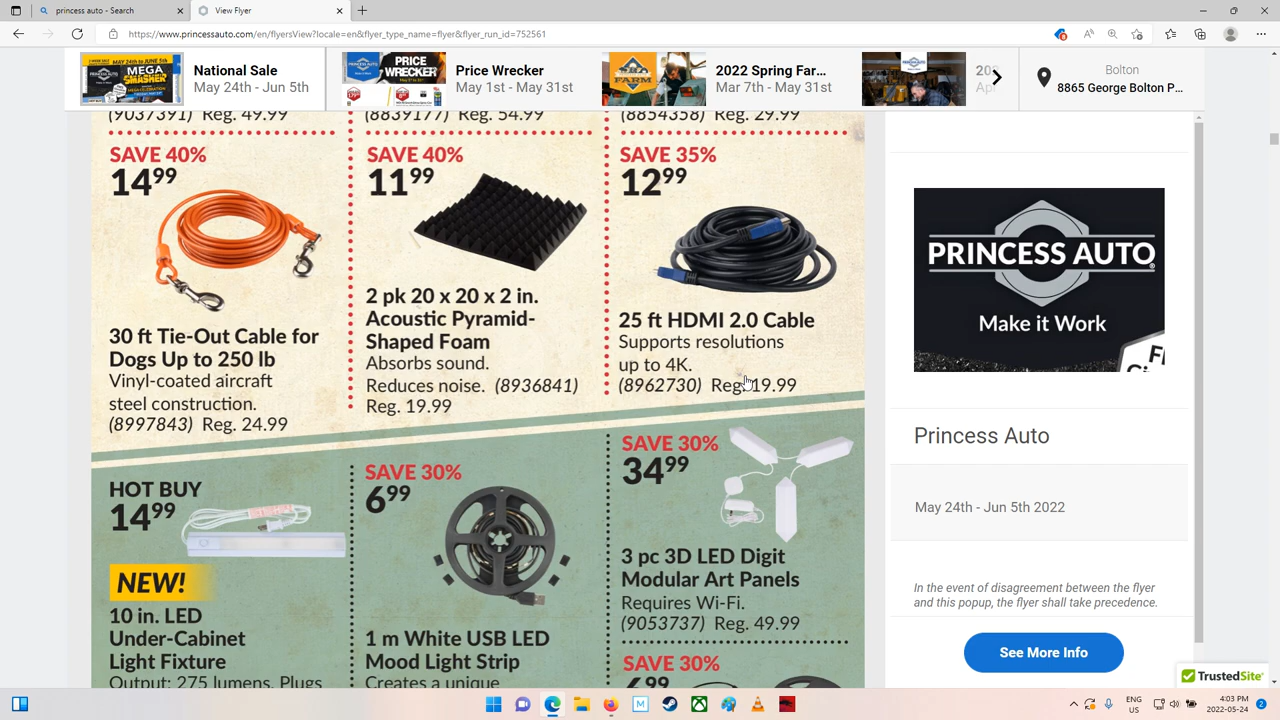 princess auto - Search
View Flyer
https://www.princessauto.com/en/flyersView?locale=en&flyer_type_name=flyer&flyer_run_id=752561
National Sale
May 24th - Jun 5th
Price Wrecker
May 1st - May 31st
2022 Spring Far...
Mar 7th - May 31st
202
Ap
Bolton
8865 George Bolton P...
(9037391) Reg. 49.99
(8839177) Reg. 54.99
(8854358) Reg. 29.99
SAVE 40%
14.99
30 ft Tie-Out Cable for
Dogs Up to 250 lb
Vinyl-coated aircraft
steel construction.
(8997843) Reg. 24.99
SAVE 40%
11.99
2 pk 20 x 20 x 2 in.
Acoustic Pyramid-
Shaped Foam
Absorbs sound.
Reduces noise. (8936841)
Reg. 19.99
SAVE 35%
12.99
25 ft HDMI 2.0 Cable
Supports resolutions
up to 4K.
(8962730) Reg. 19.99
HOT BUY
14.99
NEW!
10 in. LED
Under-Cabinet
Light Fixture
Output: 275 lumens. Plugs
SAVE 30%
6.99
1 m White USB LED
Mood Light Strip
Creates a unique
SAVE 30%
34.99
3 pc 3D LED Digit
Modular Art Panels
Requires Wi-Fi.
(9053737) Reg. 49.99
SAVE 30%
6.99
PRINCESS AUTO
Make it Work
Princess Auto
May 24th - Jun 5th 2022
In the event of disagreement between the flyer
and this popup, the flyer shall take precedence.
See More Info
TrustedSite
ENG
US
4:03 PM
2022-05-24